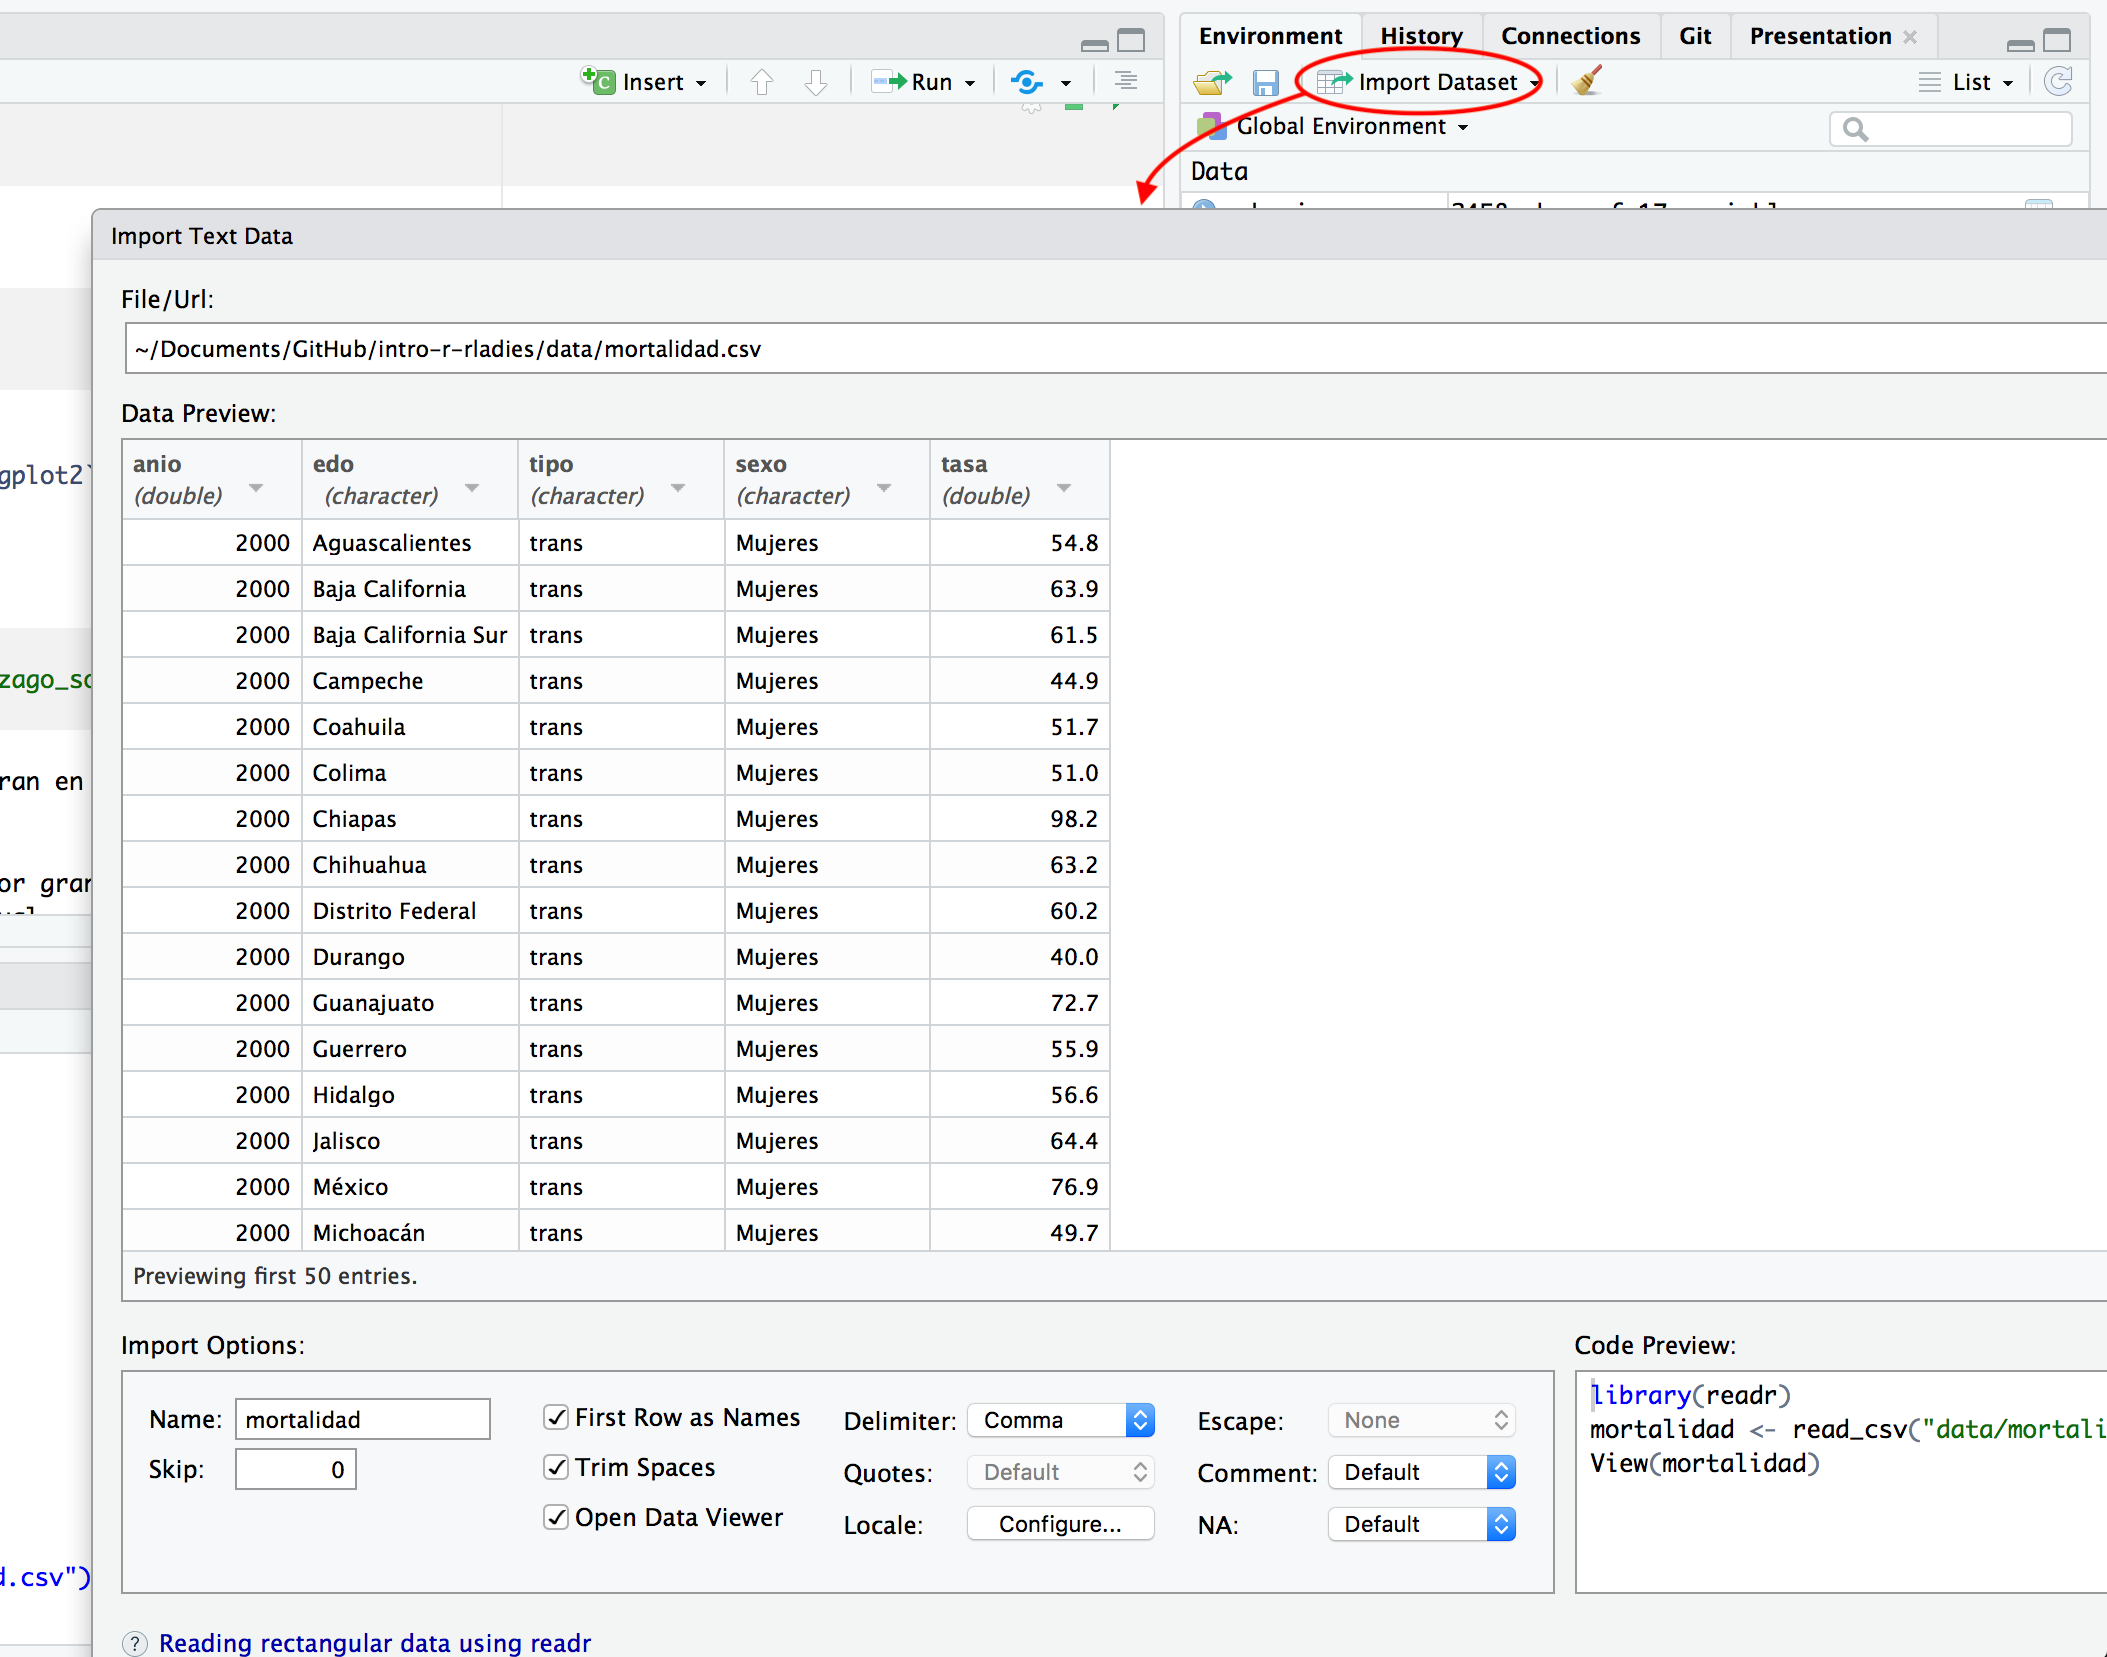 Environment History Connections Git Presentation
Insert Run Import Dataset List
Global Environment
Data
Import Text Data
File/Url:
~/Documents/GitHub/intro-r-rladies/data/mortalidad.csv
Data Preview:
anio edo tipo sexo tasa
(double) (character) (character) (character) (double)
2000 Aguascalientes trans Mujeres 54.8
2000 Baja California trans Mujeres 63.9
2000 Baja California Sur trans Mujeres 61.5
2000 Campeche trans Mujeres 44.9
2000 Coahuila trans Mujeres 51.7
2000 Colima trans Mujeres 51.0
2000 Chiapas trans Mujeres 98.2
2000 Chihuahua trans Mujeres 63.2
2000 Distrito Federal trans Mujeres 60.2
2000 Durango trans Mujeres 40.0
2000 Guanajuato trans Mujeres 72.7
2000 Guerrero trans Mujeres 55.9
2000 Hidalgo trans Mujeres 56.6
2000 Jalisco trans Mujeres 64.4
2000 México trans Mujeres 76.9
2000 Michoacán trans Mujeres 49.7
Previewing first 50 entries.
gplot2`
zago_so
ran en
or gran
d.csv")
Import Options:
Name: mortalidad
Skip: 0
First Row as Names
Trim Spaces
Open Data Viewer
Delimiter: Comma
Quotes: Default
Locale: Configure...
Escape: None
Comment: Default
NA: Default
Code Preview:
library(readr)
mortalidad <- read_csv("data/mortali
View(mortalidad)
? Reading rectangular data using readr